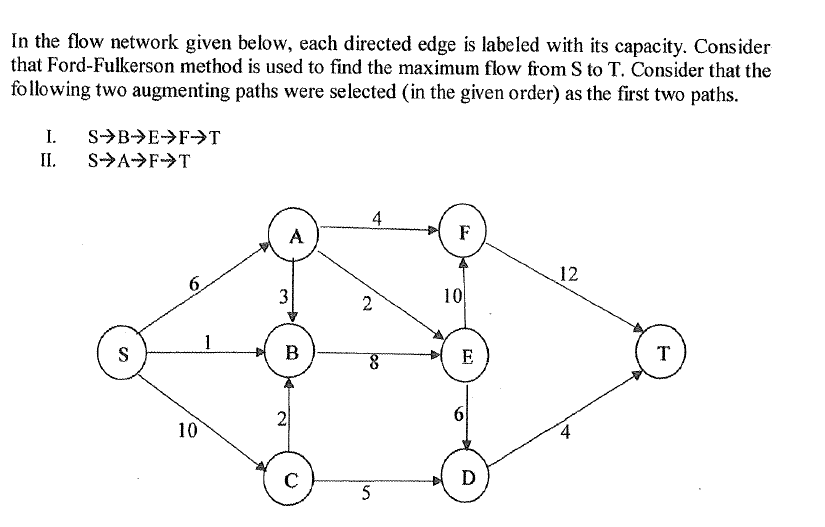 In the flow network given below, each directed edge is labeled with its capacity. Consider
that Ford-Fulkerson method is used to find the maximum flow from S to T. Consider that the
following two augmenting paths were selected (in the given order) as the first two paths.
I. S→B→E→F→T
II. S→A→F→T
4
A
F
12
6
3
2
10
1
S
B
8
E
T
2
6
10
4
C
5
D